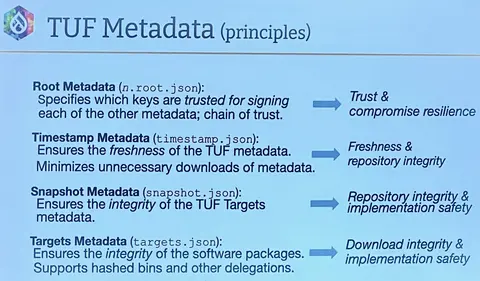 TUF Metadata (principles)
Root Metadata (n.root.json):
Specifies which keys are trusted for signing
each of the other metadata; chain of trust.
Trust &
compromise resilience
Timestamp Metadata (timestamp.json):
Ensures the freshness of the TUF metadata.
Minimizes unnecessary downloads of metadata.
Freshness &
repository integrity
Snapshot Metadata (snapshot.json):
Ensures the integrity of the TUF Targets
metadata.
Repository integrity &
implementation safety
Targets Metadata (targets.json):
Ensures the integrity of the software packages.
Supports hashed bins and other delegations.
Download integrity &
implementation safety